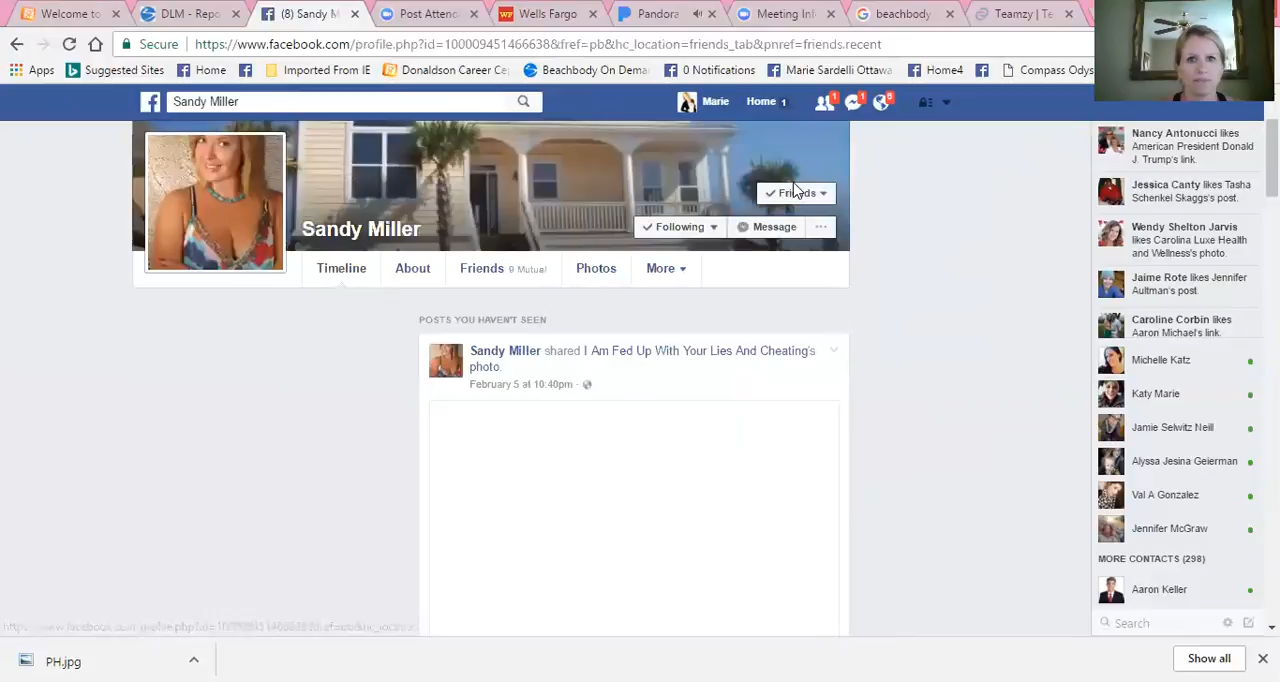 Welcome to
DLM - Repo
(8) Sandy M
Post Attend
Wells Fargo
Pandora
Meeting Inf
beachbody
Teamzy | Te
Secure
https://www.facebook.com/profile.php?id=100009451466638&fref=pb&hc_location=friends_tab&pnref=friends.recent
Apps
Suggested Sites
Home
Imported From IE
Donaldson Career Ce
Beachbody On Dema
0 Notifications
Marie Sardelli Ottawa
Home4
Compass Odys
Sandy Miller
Marie
Home 1
1
1
6
Friends
Sandy Miller
Following
Message
Timeline
About
Friends 9 Mutual
Photos
More
POSTS YOU HAVEN'T SEEN
Sandy Miller shared I Am Fed Up With Your Lies And Cheating's
photo.
February 5 at 10:40pm ·
Nancy Antonucci likes
American President Donald
J. Trump's link.
Jessica Canty likes Tasha
Schenkel Skaggs's post.
Wendy Shelton Jarvis
likes Carolina Luxe Health
and Wellness's photo.
Jaime Rote likes Jennifer
Aultman's post.
Caroline Corbin likes
Aaron Michael's link.
Michelle Katz
Katy Marie
Jamie Selwitz Neill
Alyssa Jesina Geierman
Val A Gonzalez
Jennifer McGraw
MORE CONTACTS (298)
Aaron Keller
Search
PH.jpg
Show all